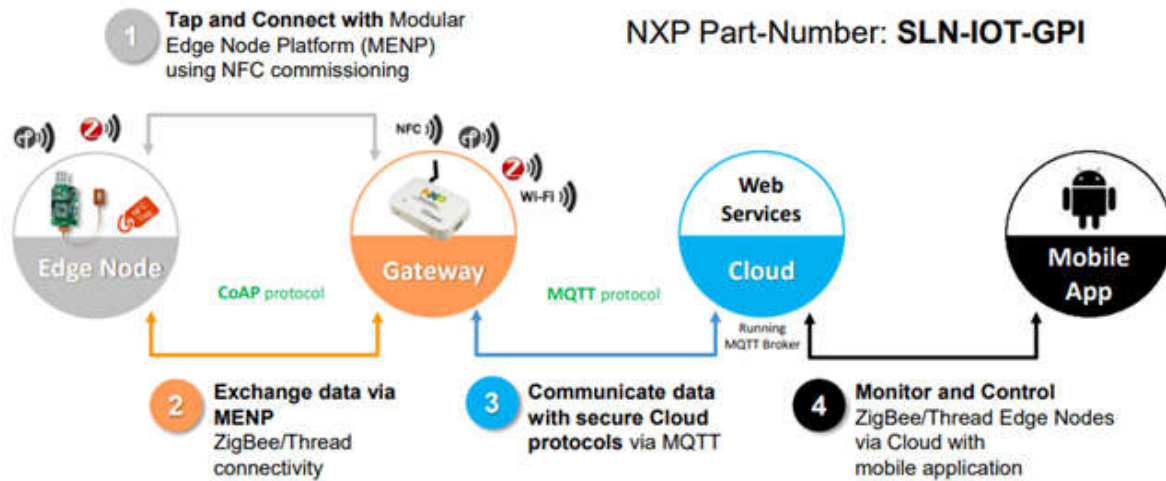 1
Tap and Connect with Modular
Edge Node Platform (MENP)
using NFC commissioning
NXP Part-Number: SLN-IOT-GPI
NFC
Wi-Fi
Edge Node
Gateway
Web
Services
Cloud
Mobile
App
CoAP protocol
MQTT protocol
Running
MQTT Broker
2
Exchange data via
MENP
ZigBee/Thread
connectivity
3
Communicate data
with secure Cloud
protocols via MQTT
4
Monitor and Control
ZigBee/Thread Edge Nodes
via Cloud with
mobile application